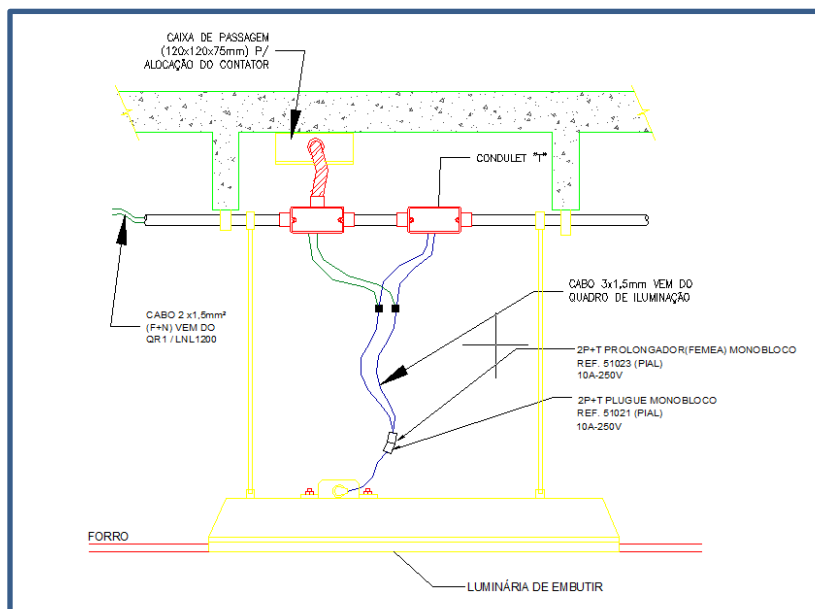 CAIXA DE PASSAGEM
(120x120x75mm) P/
ALOCAÇÃO DO CONTATOR
CONDULET "T"
CABO 3x1,5mm VEM DO
QUADRO DE ILUMINAÇÃO
CABO 2 x1,5mm²
(F+N) VEM DO
QR1 / LNL1200
2P+T PROLONGADOR(FEMEA) MONOBLOCO
REF. 51023 (PIAL)
10A-250V
2P+T PLUGUE MONOBLOCO
REF. 51021 (PIAL)
10A-250V
FORRO
LUMINÁRIA DE EMBUTIR